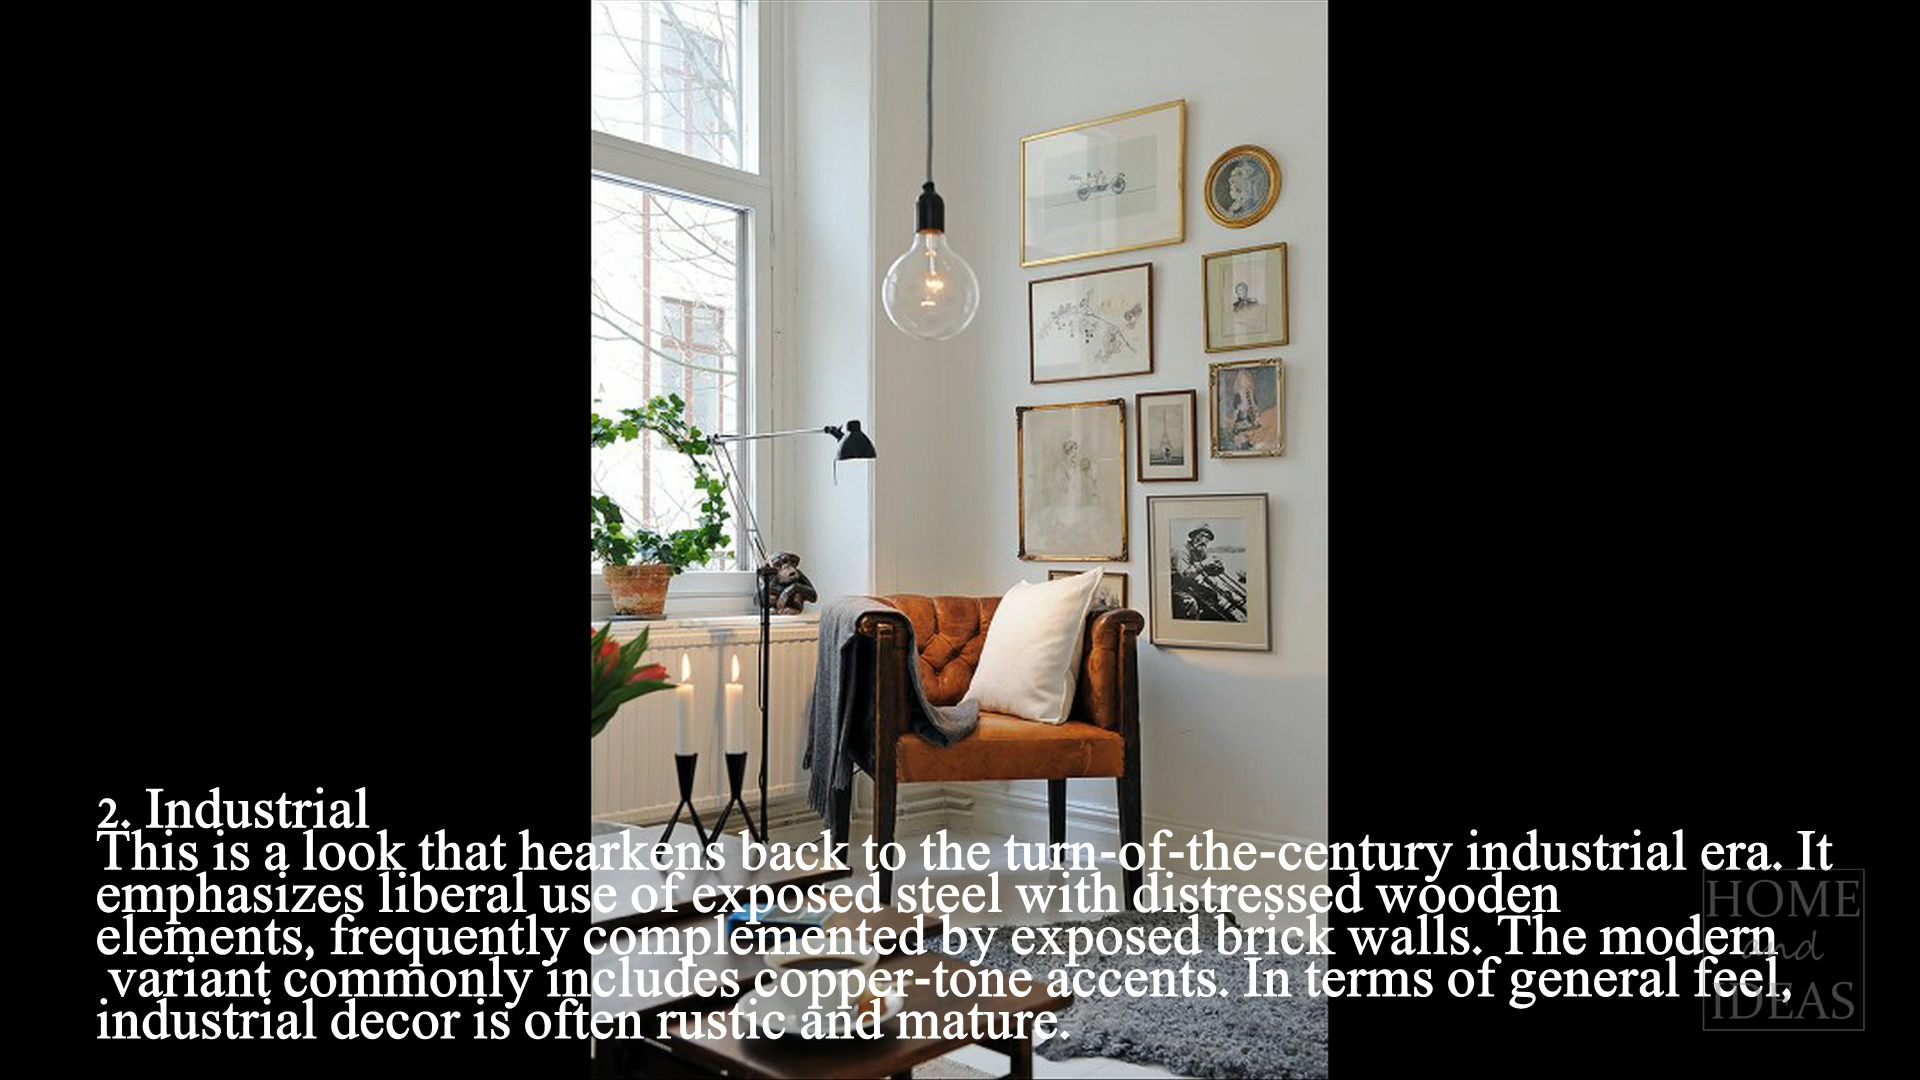 2. Industrial
This is a look that hearkens back to the turn-of-the-century industrial era. It
emphasizes liberal use of exposed steel with distressed wooden
elements, frequently complemented by exposed brick walls. The modern
variant commonly includes copper-tone accents. In terms of general feel,
industrial decor is often rustic and mature.
HOME
and
IDEAS